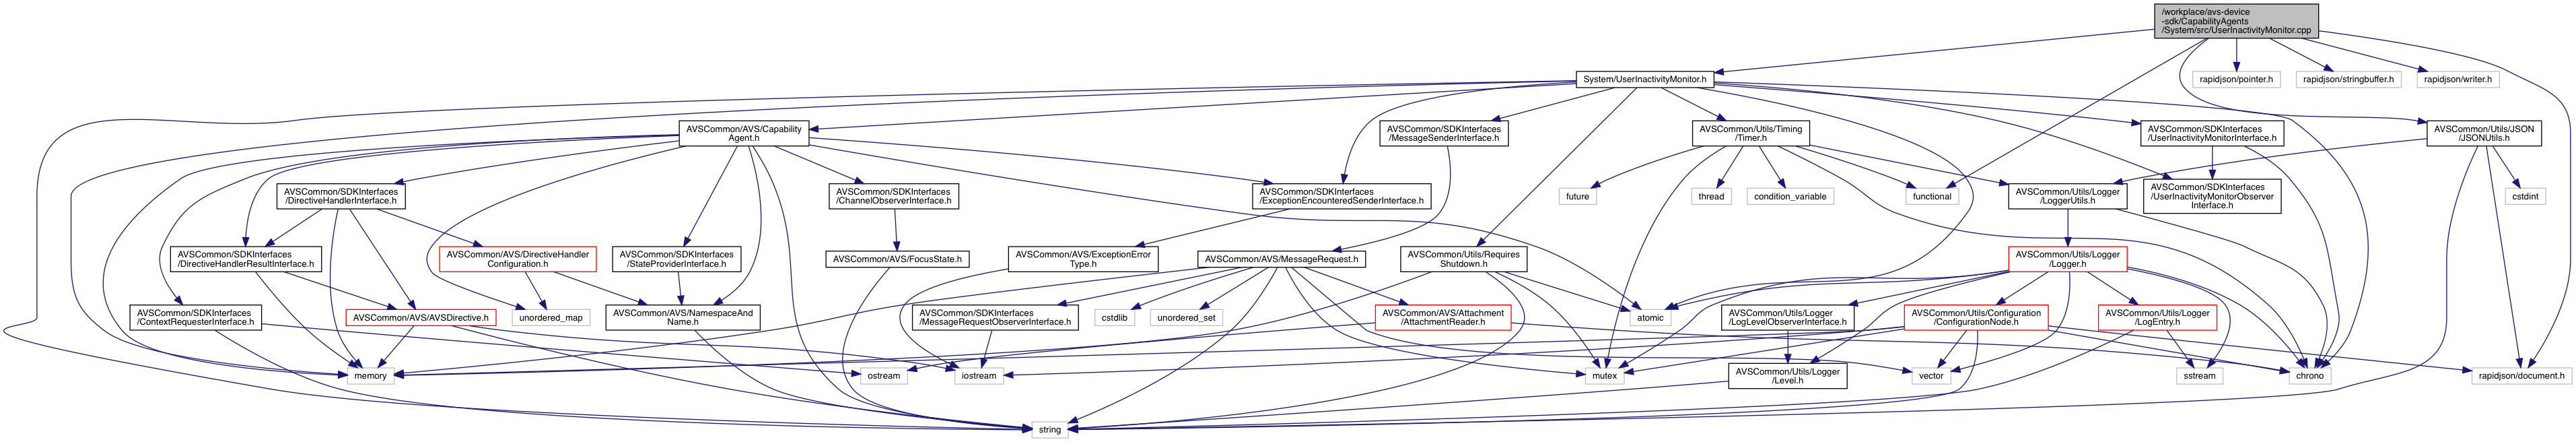 /workplace/avs-device
-sdk/CapabilityAgents
/System/src/UserInactivityMonitor.cpp
System/UserInactivityMonitor.h
rapidjson/pointer.h
rapidjson/stringbuffer.h
rapidjson/writer.h
AVSCommon/AVS/Capability
Agent.h
AVSCommon/SDKInterfaces
/MessageSenderInterface.h
AVSCommon/Utils/Timing
/Timer.h
AVSCommon/SDKInterfaces
/UserInactivityMonitorInterface.h
AVSCommon/Utils/JSON
/JSONUtils.h
AVSCommon/SDKInterfaces
/DirectiveHandlerInterface.h
AVSCommon/SDKInterfaces
/ChannelObserverInterface.h
AVSCommon/SDKInterfaces
/ExceptionEncounteredSenderInterface.h
future
thread
condition_variable
functional
AVSCommon/Utils/Logger
/LoggerUtils.h
AVSCommon/SDKInterfaces
/UserInactivityMonitorObserver
Interface.h
cstdint
AVSCommon/SDKInterfaces
/DirectiveHandlerResultInterface.h
AVSCommon/AVS/DirectiveHandler
Configuration.h
AVSCommon/SDKInterfaces
/StateProviderInterface.h
AVSCommon/AVS/FocusState.h
AVSCommon/AVS/ExceptionError
Type.h
AVSCommon/AVS/MessageRequest.h
AVSCommon/Utils/Requires
Shutdown.h
AVSCommon/Utils/Logger
/Logger.h
AVSCommon/SDKInterfaces
/ContextRequesterInterface.h
AVSCommon/AVS/AVSDirective.h
unordered_map
AVSCommon/AVS/NamespaceAnd
Name.h
AVSCommon/SDKInterfaces
/MessageRequestObserverInterface.h
cstdlib
unordered_set
AVSCommon/AVS/Attachment
/AttachmentReader.h
atomic
AVSCommon/Utils/Logger
/LogLevelObserverInterface.h
AVSCommon/Utils/Configuration
/ConfigurationNode.h
AVSCommon/Utils/Logger
/LogEntry.h
memory
ostream
iostream
mutex
AVSCommon/Utils/Logger
/Level.h
vector
sstream
chrono
rapidjson/document.h
string